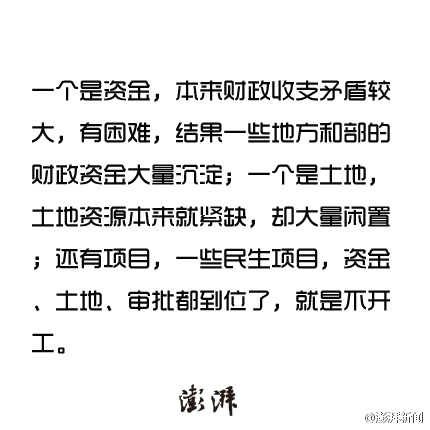 一个是资金，本来财政收支矛盾较
大，有困难，结果一些地方和部的
财政资金大量沉淀；一个是土地，
土地资源本来就紧缺，却大量闲置
；还有项目，一些民生项目，资金
、土地、审批都到位了，就是不开
工。
澎湃
@澎湃新闻